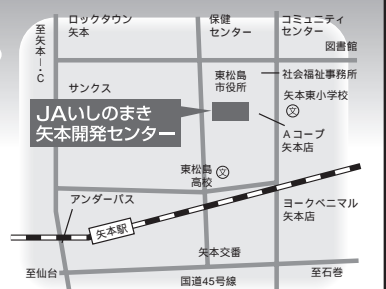 ロックタウン
矢本
保健
センター
コミュニティ
センター
図書館
至矢本I・C
サンクス
東松島
市役所
社会福祉事務所
矢本東小学校
文
JAいしのまき
矢本開発センター
Aコープ
矢本店
東松島
高校
文
アンダーパス
ヨークベニマル
矢本店
矢本駅
矢本交番
至仙台
国道45号線
至石巻